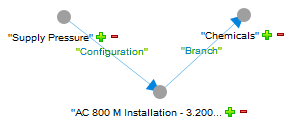 "Supply Pressure"
"Chemicals"
"Configuration"
"Branch"
"AC 800 M Installation - 3.200...